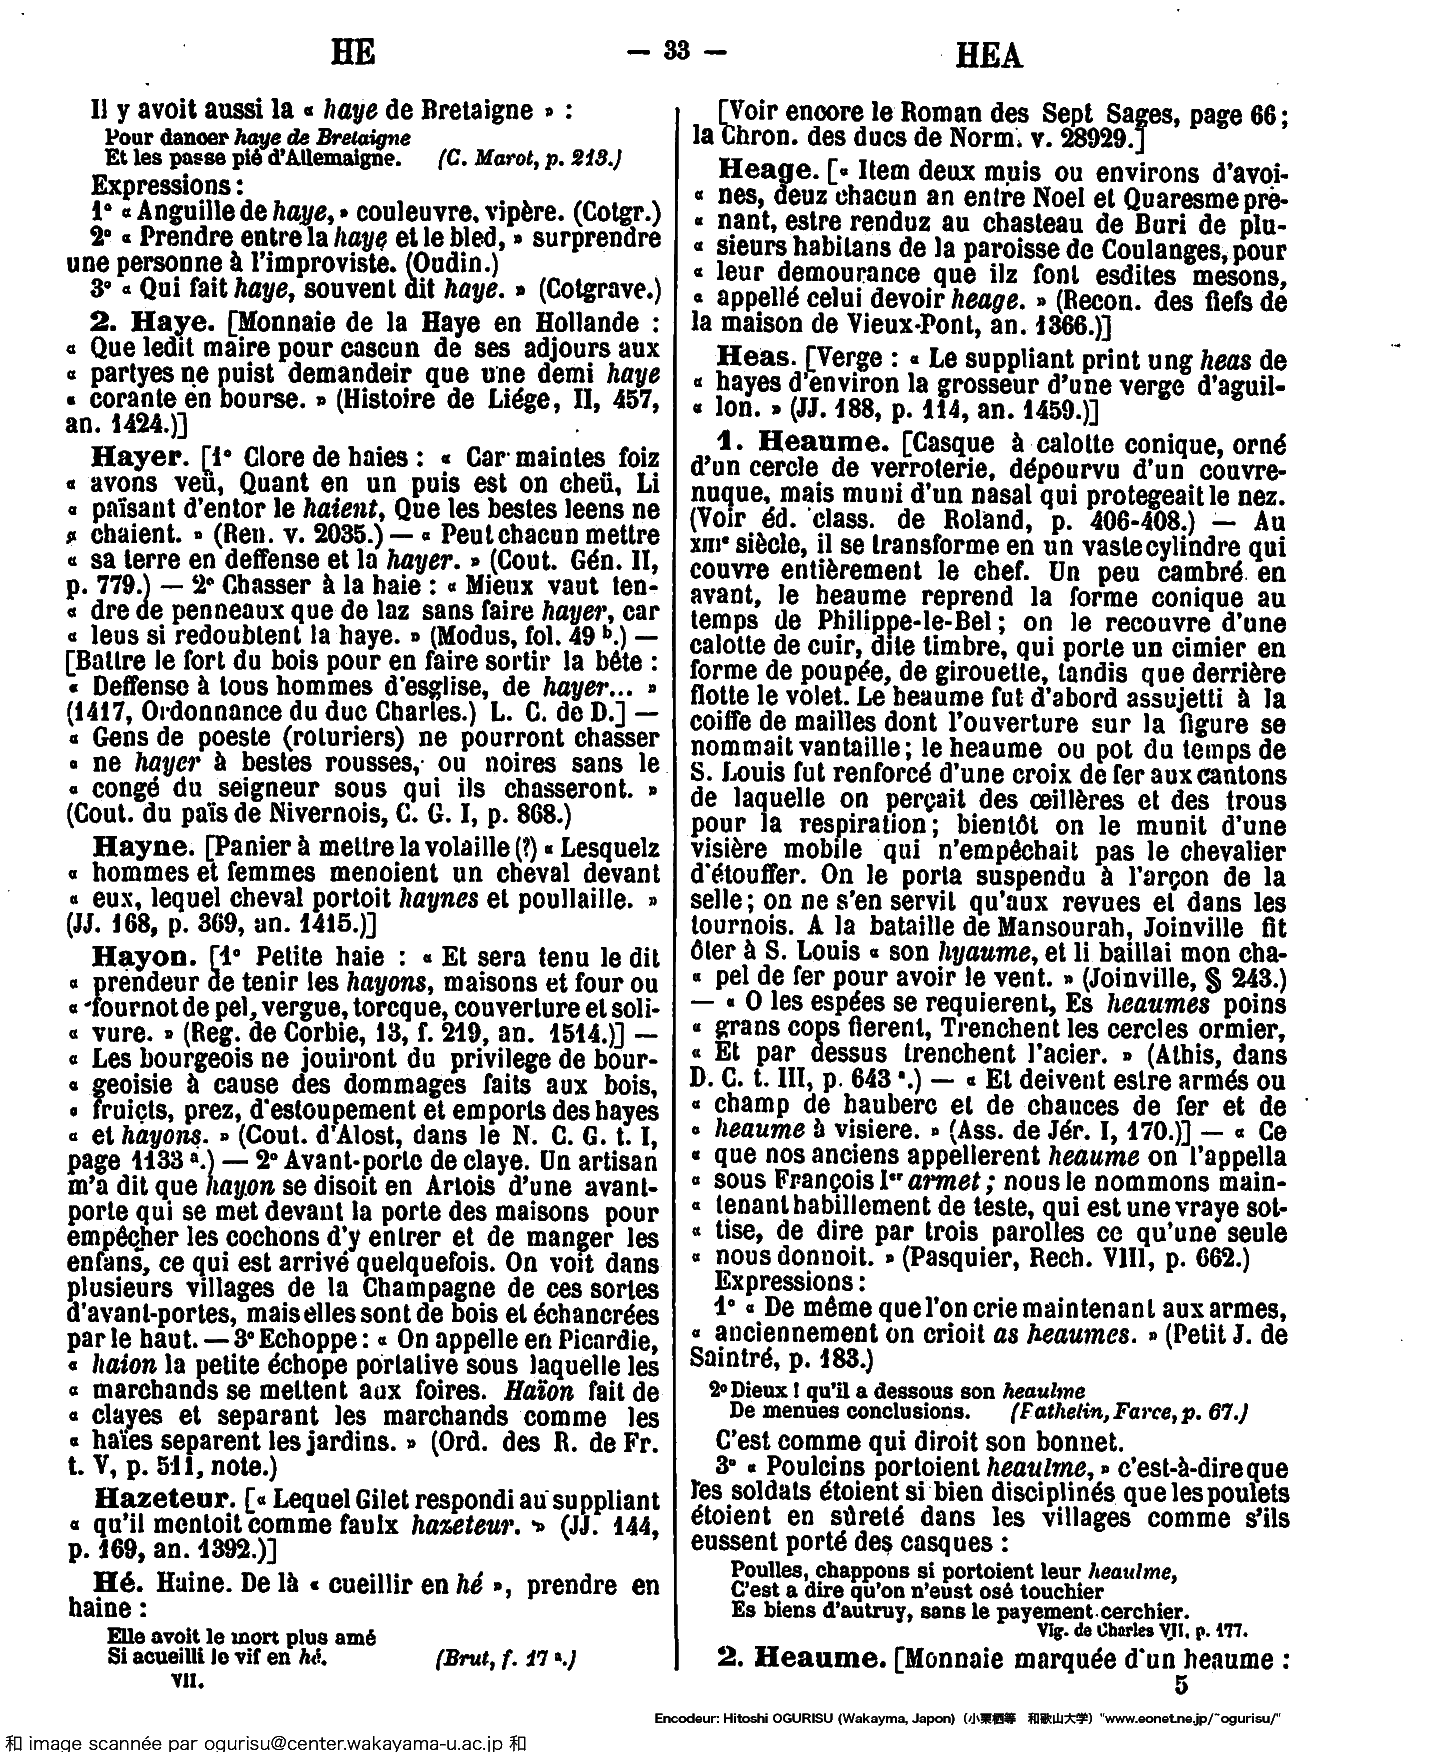 HE — 33 — HEA
Il y avoit aussi la « haye de Bretaigne » :
Pour dancer haye de Bretaigne
Et les passe pié d'Allemaigne. (C. Marot, p. 213.)
Expressions :
1° « Anguille de haye, » couleuvre, vipère. (Cotgr.)
2° « Prendre entre la haye et le bled, » surprendre
une personne à l'improviste. (Oudin.)
3° « Qui fait haye, souvent dit haye. » (Cotgrave.)
2. Haye. [Monnaie de la Haye en Hollande :
« Que ledit maire pour cascun de ses adjours aux
« partyes ne puist demandeir que une demi haye
« corante en bourse. » (Histoire de Liége, II, 457,
an. 1424.)]
Hayer. [1° Clore de haies : « Car maintes foiz
« avons veü, Quant en un puis est on cheü, Li
« païsant d'entor le haient, Que les bestes leens ne
« chaient. » (Ren. v. 2035.) — « Peut chacun mettre
« sa terre en deffense et la hayer. » (Cout. Gén. II,
p. 779.) — 2° Chasser à la haie : « Mieux vaut ten-
« dre de penneaux que de laz sans faire hayer, car
« leus si redoubtent la haye. » (Modus, fol. 49 b.) —
[Battre le fort du bois pour en faire sortir la bête :
« Deffense à tous hommes d'esglise, de hayer... »
(1417, Ordonnance du duc Charles.) L. C. de D.] —
« Gens de poeste (roturiers) ne pourront chasser
« ne hayer à bestes rousses, ou noires sans le
« congé du seigneur sous qui ils chasseront. »
(Cout. du païs de Nivernois, C. G. I, p. 868.)
Hayne. [Panier à mettre la volaille (?) « Lesquelz
« hommes et femmes menoient un cheval devant
« eux, lequel cheval portoit haynes et poullaille. »
(JJ. 168, p. 369, an. 1415.)]
Hayon. [1° Petite haie : « Et sera tenu le dit
« prendeur de tenir les hayons, maisons et four ou
« fournot de pel, vergue, torcque, couverture et soli-
« vure. » (Reg. de Corbie, 13, f. 219, an. 1514.)] —
« Les bourgeois ne jouiront du privilege de bour-
« geoisie à cause des dommages faits aux bois,
« fruicts, prez, d'estoupement et emports des hayes
« et hayons. » (Cout. d'Alost, dans le N. C. G. t. I,
page 1133 a.) — 2° Avant-porte de claye. Un artisan
m'a dit que hayon se disoit en Artois d'une avant-
porte qui se met devant la porte des maisons pour
empêcher les cochons d'y entrer et de manger les
enfans, ce qui est arrivé quelquefois. On voit dans
plusieurs villages de la Champagne de ces sortes
d'avant-portes, mais elles sont de bois et échancrées
par le haut. — 3° Echoppe : « On appelle en Picardie,
« haion la petite échope portative sous laquelle les
« marchands se mettent aux foires. Haïon fait de
« clayes et separant les marchands comme les
« haïes separent les jardins. » (Ord. des R. de Fr.
t. V, p. 511, note.)
Hazeteur. [« Lequel Gilet respondi au suppliant
« qu'il mentoit comme faulx hazeteur. » (JJ. 144,
p. 169, an. 1392.)]
Hé. Haine. De là « cueillir en hé », prendre en
haine :
Elle avoit le mort plus amé
Si acueilli le vif en hé. (Brut, f. 17 a.)
VII.
[Voir encore le Roman des Sept Sages, page 66 ;
la Chron. des ducs de Norm. v. 28929.]
Heage. [« Item deux muis ou environs d'avoi-
« nes, deuz chacun an entre Noel et Quaresme pre-
« nant, estre renduz au chasteau de Buri de plu-
« sieurs habitans de la paroisse de Coulanges, pour
« leur demourance que ilz font esdites mesons,
« appellé celui devoir heage. » (Recon. des fiefs de
la maison de Vieux-Pont, an. 1366.)]
Heas. [Verge : « Le suppliant print ung heas de
« hayes d'environ la grosseur d'une verge d'aguil-
« lon. » (JJ. 188, p. 114, an. 1459.)]
1. Heaume. [Casque à calotte conique, orné
d'un cercle de verroterie, dépourvu d'un couvre-
nuque, mais muni d'un nasal qui protegeait le nez.
(Voir éd. class. de Roland, p. 406-408.) — Au
XIIIe siècle, il se transforme en un vaste cylindre qui
couvre entièrement le chef. Un peu cambré en
avant, le heaume reprend la forme conique au
temps de Philippe-le-Bel ; on le recouvre d'une
calotte de cuir, dite timbre, qui porte un cimier en
forme de poupée, de girouette, tandis que derrière
flotte le volet. Le heaume fut d'abord assujetti à la
coiffe de mailles dont l'ouverture sur la figure se
nommait vantaille ; le heaume ou pot du temps de
S. Louis fut renforcé d'une croix de fer aux cantons
de laquelle on perçait des œillères et des trous
pour la respiration ; bientôt on le munit d'une
visière mobile qui n'empêchait pas le chevalier
d'étouffer. On le porta suspendu à l'arçon de la
selle ; on ne s'en servit qu'aux revues et dans les
tournois. A la bataille de Mansourah, Joinville fit
ôter à S. Louis « son hyaume, et li baillai mon cha-
« pel de fer pour avoir le vent. » (Joinville, § 243.)
— « O les espées se requierent, Es heaumes poins
« grans cops fierent, Trenchent les cercles ormier,
« Et par dessus trenchent l'acier. » (Athis, dans
D. C. t. III, p. 643 a.) — « Et deivent estre armés ou
« champ de hauberc et de chauces de fer et de
« heaume à visiere. » (Ass. de Jér. I, 170.)] — « Ce
« que nos anciens appellerent heaume on l'appella
« sous François Ier armet ; nous le nommons main-
« tenant habillement de teste, qui est une vraye sot-
« tise, de dire par trois parolles ce qu'une seule
« nous donnoit. » (Pasquier, Rech. VIII, p. 662.)
Expressions :
1° « De même que l'on crie maintenant aux armes,
« anciennement on crioit as heaumes. » (Petit J. de
Saintré, p. 183.)
2° Dieux ! qu'il a dessous son heaulme
De menues conclusions. (Pathelin, Farce, p. 67.)
C'est comme qui diroit son bonnet.
3° « Poulcins portoient heaulme, » c'est-à-dire que
les soldats étoient si bien disciplinés que les poulets
étoient en sûreté dans les villages comme s'ils
eussent porté des casques :
Poulles, chappons si portoient leur heaulme,
C'est a dire qu'on n'eust osé touchier
Es biens d'autruy, sans le payement cerchier.
Vig. de Charles VII, p. 177.
2. Heaume. [Monnaie marquée d'un heaume :
5
Encodeur: Hitoshi OGURISU (Wakayma, Japon) (小栗栖等 和歌山大学) "www.eonet.ne.jp/~ogurisu/"
和 image scannée par ogurisu@center.wakayama-u.ac.jp 和